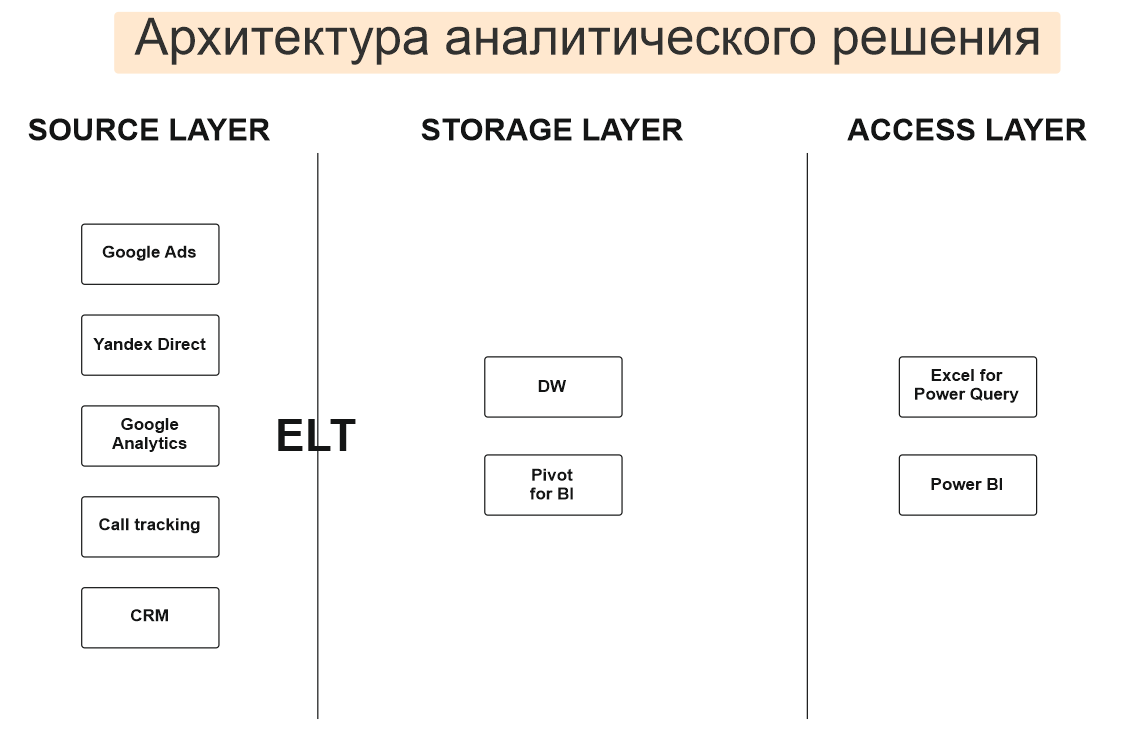 Архитектура аналитического решения
SOURCE LAYER
Google Ads
Yandex Direct
Google
Analytics
Call tracking
CRM
ELT
STORAGE LAYER
DW
Pivot
for BI
ACCESS LAYER
Excel for
Power Query
Power BI